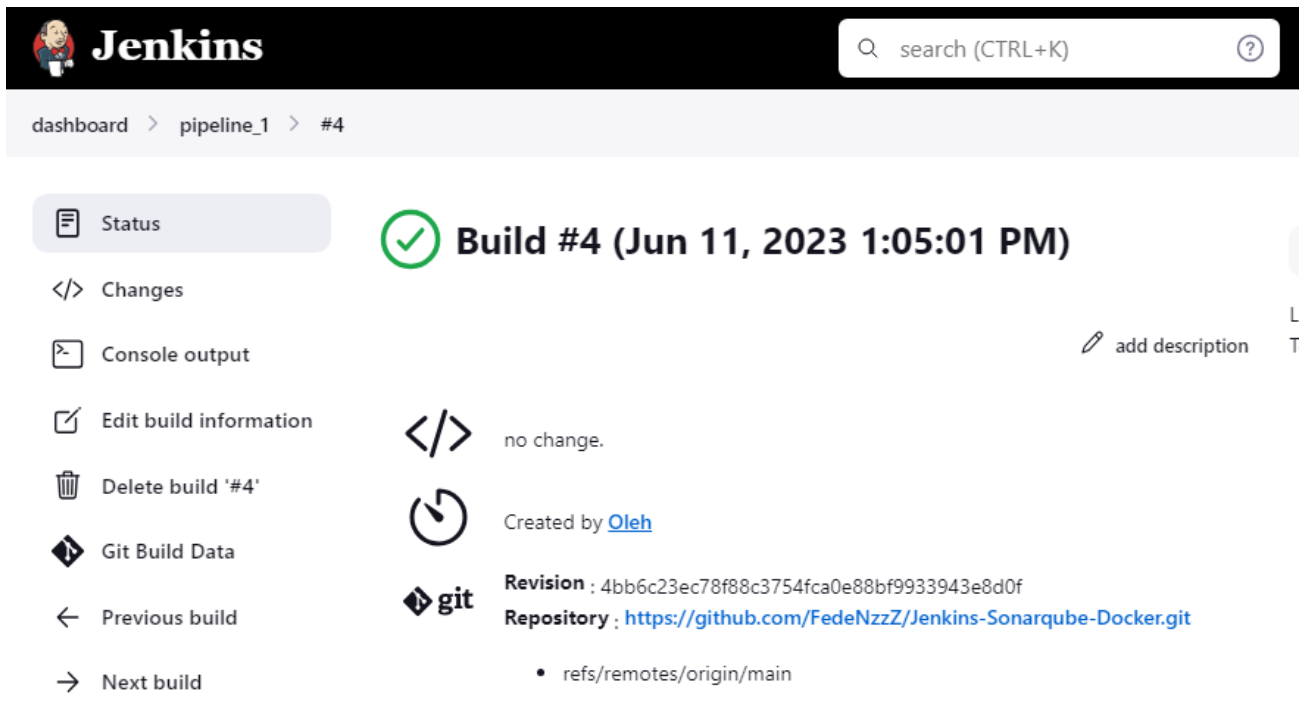 Jenkins
search (CTRL+K)
dashboard > pipeline_1 > #4
Status
Changes
Console output
Edit build information
Delete build '#4'
Git Build Data
Previous build
Next build
Build #4 (Jun 11, 2023 1:05:01 PM)
add description
no change.
Created by Oleh
git
Revision : 4bb6c23ec78f88c3754fca0e88bf9933943e8d0f
Repository : https://github.com/FedeNzzZ/Jenkins-Sonarqube-Docker.git
refs/remotes/origin/main